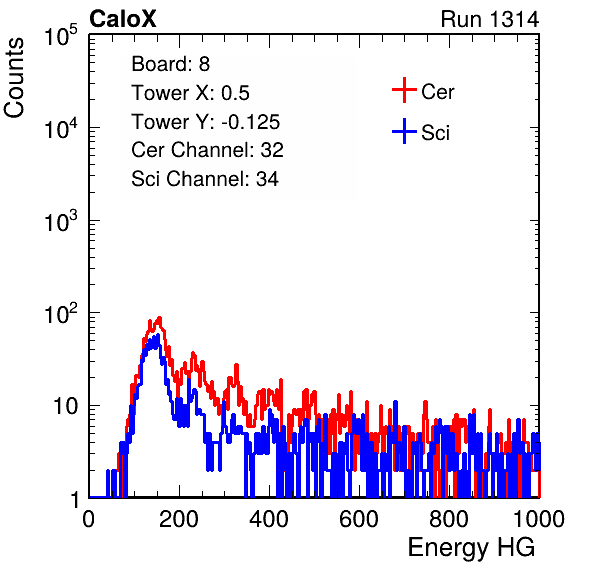 CaloX Run 1314
Counts
Board: 8
Tower X: 0.5
Tower Y: -0.125
Cer Channel: 32
Sci Channel: 34
Cer
Sci
10^5
10^4
10^3
10^2
10
1
0 200 400 600 800 1000
Energy HG